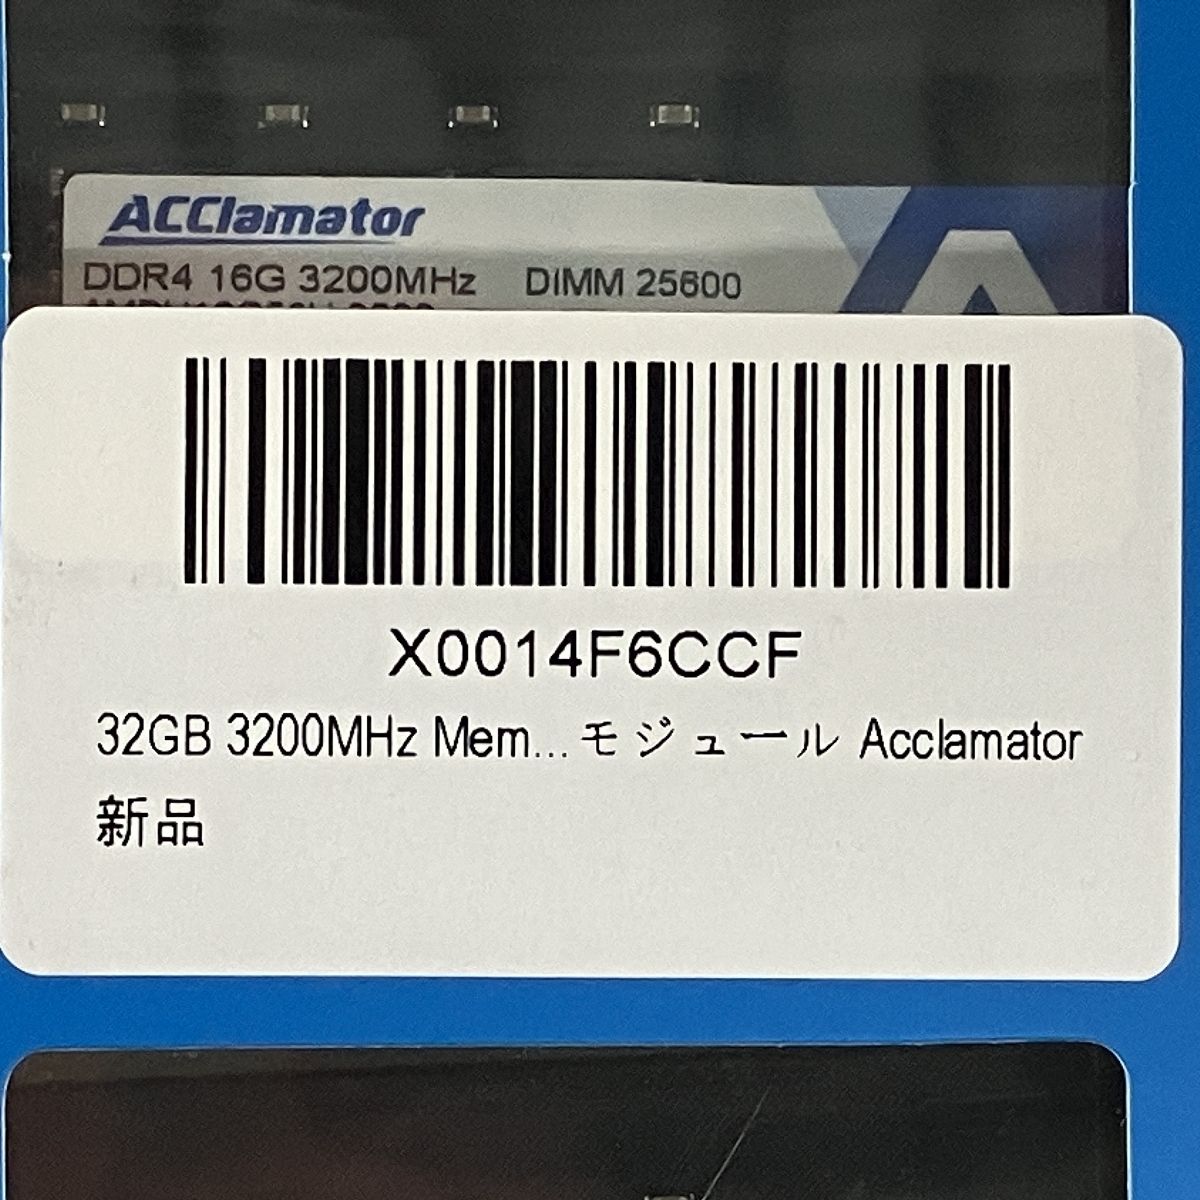 ACClamator
DDR4 16G 3200MHz DIMM 25600
X0014F6CCF
32GB 3200MHz Mem... モジュール Acclamator
新品